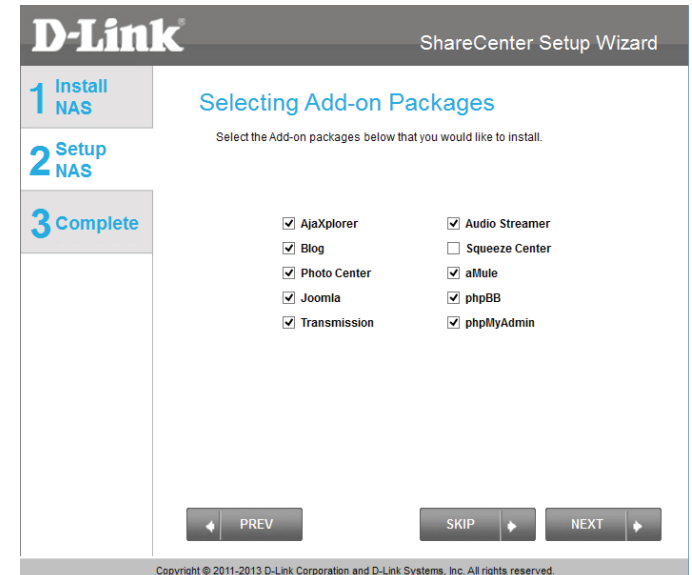 D-Link®
ShareCenter Setup Wizard
1 Install NAS
2 Setup NAS
3 Complete
Selecting Add-on Packages
Select the Add-on packages below that you would like to install.
AjaXplorer
Audio Streamer
Blog
Squeeze Center
Photo Center
aMule
Joomla
phpBB
Transmission
phpMyAdmin
PREV
SKIP
NEXT
Copyright © 2011-2013 D-Link Corporation and D-Link Systems, Inc. All rights reserved.